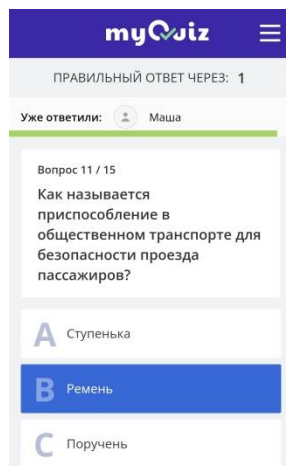 myQuiz
ПРАВИЛЬНЫЙ ОТВЕТ ЧЕРЕЗ: 1
Уже ответили: Маша
Вопрос 11 / 15
Как называется
приспособление в
общественном транспорте для
безопасности проезда
пассажиров?
A Ступенька
B Ремень
C Поручень